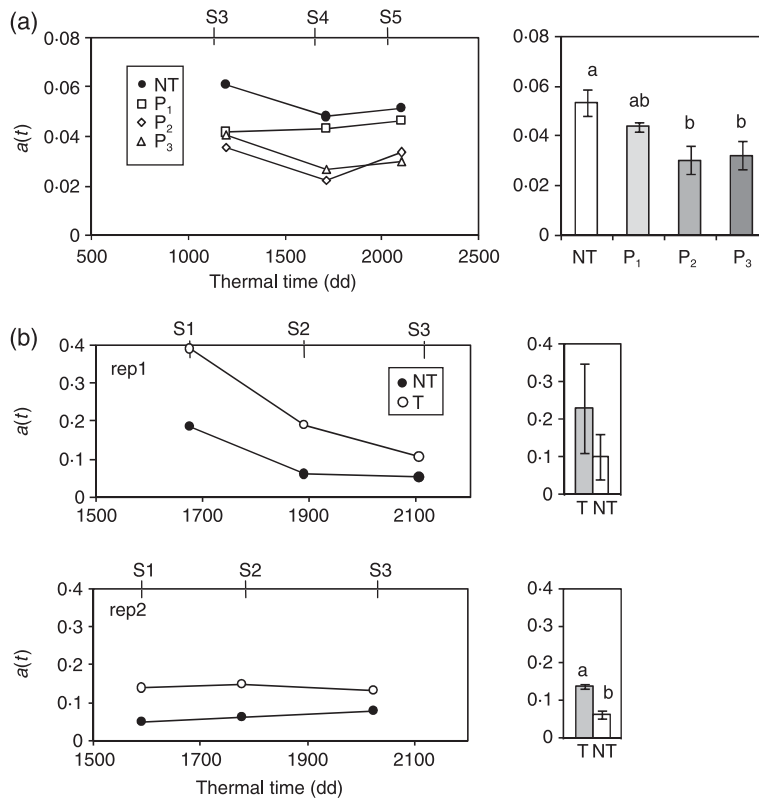 (a)
S3 S4 S5
0·08
0·06
0·04
0·02
0
a(t)
NT
P1
P2
P3
500 1000 1500 2000 2500
Thermal time (dd)
0·08
0·06
0·04
0·02
0
a ab b b
NT P1 P2 P3
(b)
S1 S2 S3
0·4
0·3
0·2
0·1
0
a(t)
rep1
NT
T
1500 1700 1900 2100
0·4
0·3
0·2
0·1
0
T NT
S1 S2 S3
0·4
0·3
0·2
0·1
0
a(t)
rep2
1500 1700 1900 2100
Thermal time (dd)
0·4
0·3
0·2
0·1
0
a b
T NT